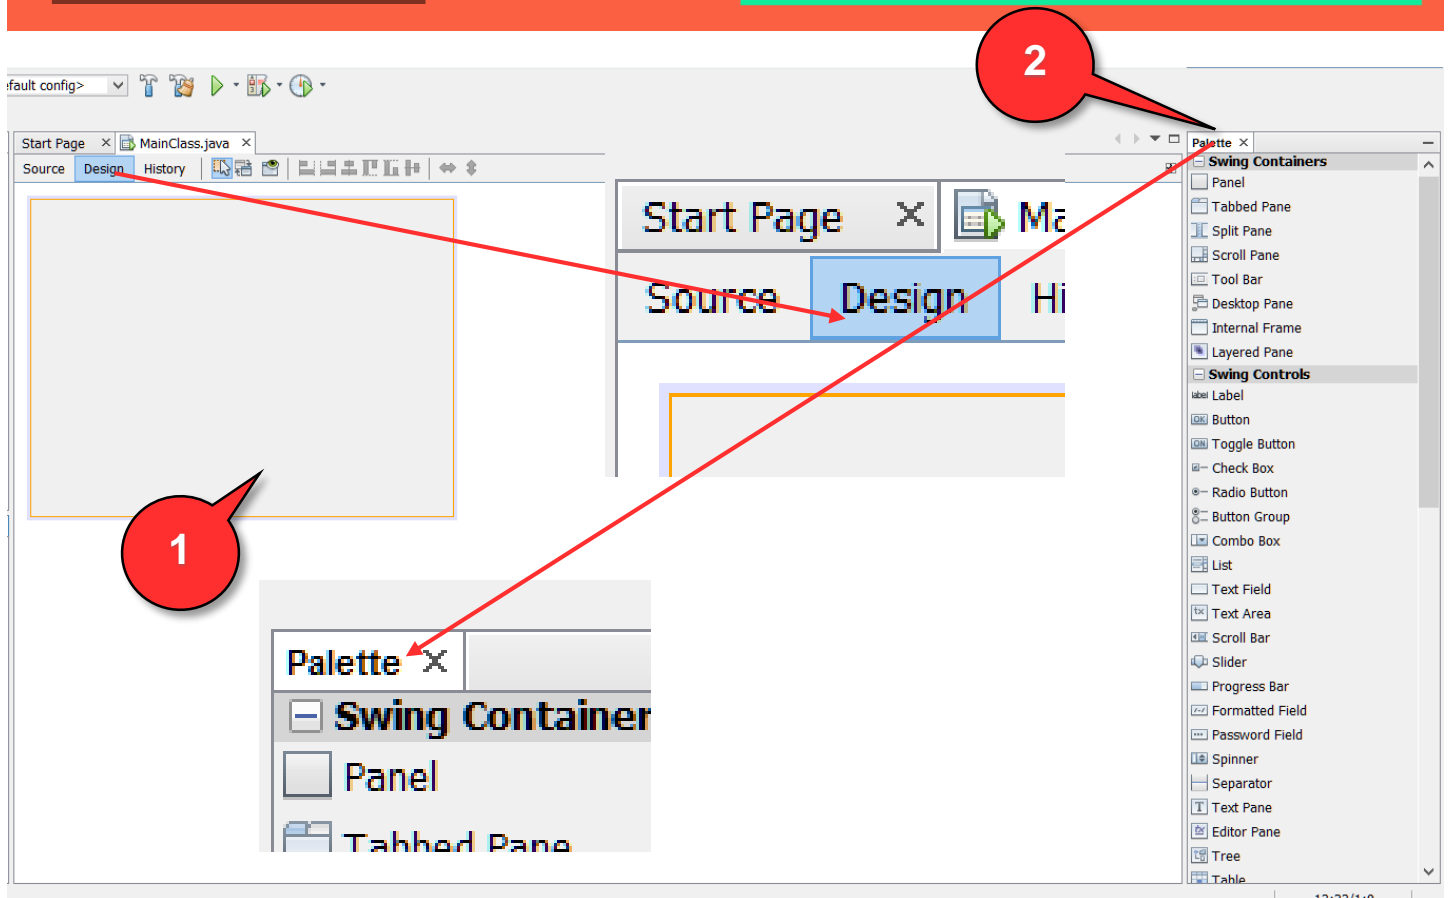 2
efault config>
Start Page
MainClass.java
Palette
Source
Design
History
Swing Containers
Panel
Tabbed Pane
Split Pane
Scroll Pane
Tool Bar
Desktop Pane
Internal Frame
Layered Pane
Swing Controls
label Label
OK Button
ON Toggle Button
Check Box
Radio Button
Button Group
Combo Box
List
Text Field
Text Area
Scroll Bar
Slider
Progress Bar
Formatted Field
Password Field
Spinner
Separator
T Text Pane
Editor Pane
Tree
Table
Start Page
Ma
Source
Design
Hi
1
Palette
Swing Container
Panel
Tabbed Pane